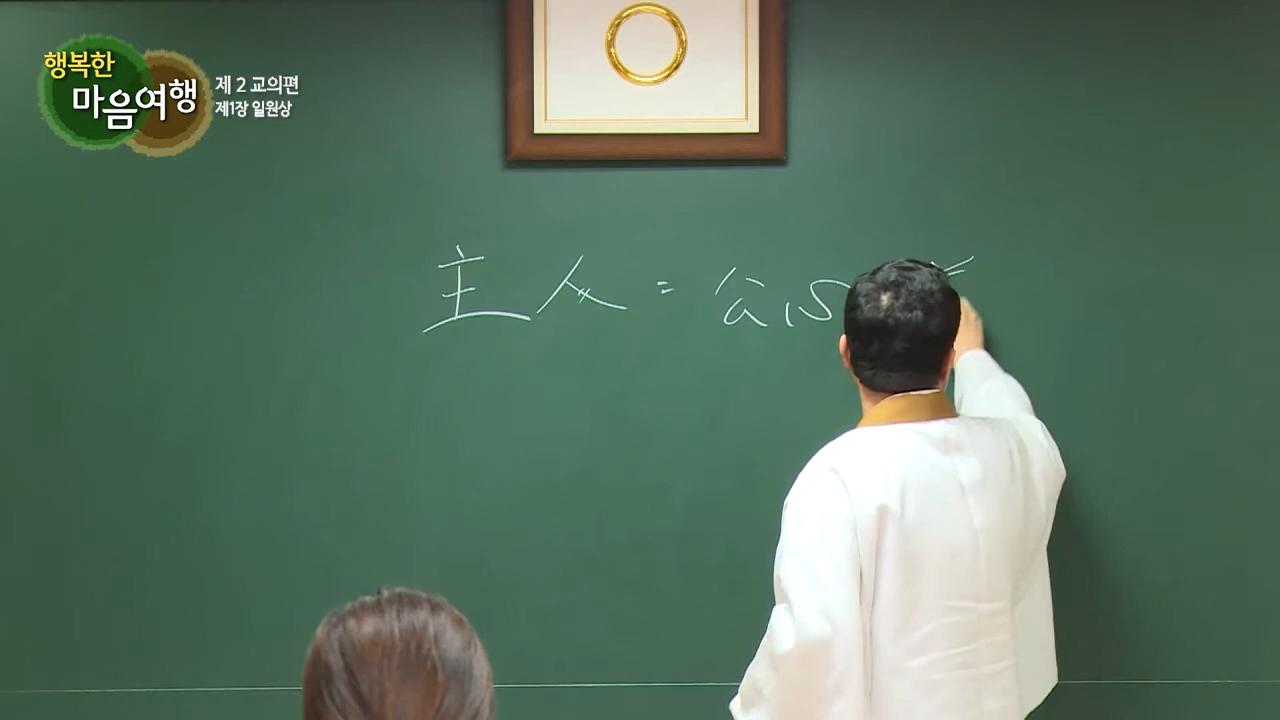 행복한
마음여행
제 2 교의편
제1장 일원상
主人 = 公心